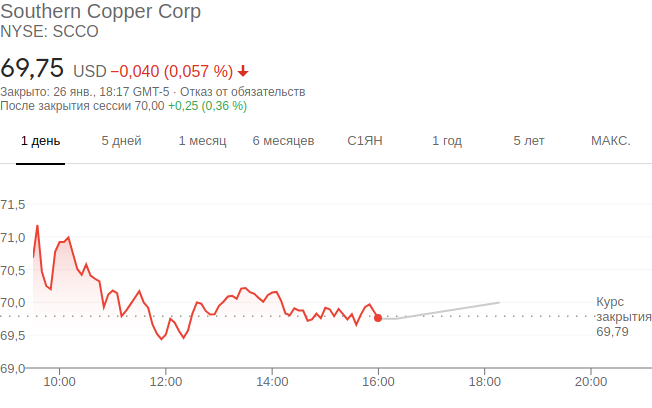 Southern Copper Corp
NYSE: SCCO
69,75 USD −0,040 (0,057 %)
Закрыто: 26 янв., 18:17 GMT-5 · Отказ от обязательств
После закрытия сессии 70,00 +0,25 (0,36 %)
1 день 5 дней 1 месяц 6 месяцев С1ЯН 1 год 5 лет МАКС.
71,5
71,0
70,5
70,0
69,5
69,0
Курс
закрытия
69,79
10:00 12:00 14:00 16:00 18:00 20:00